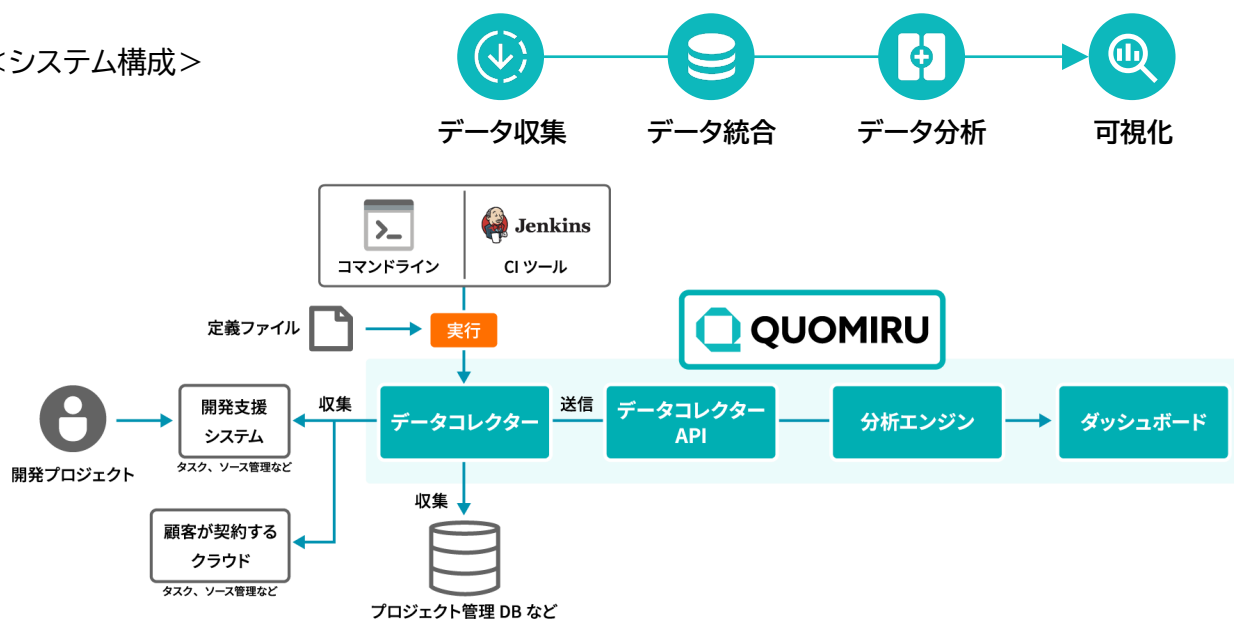 <システム構成>
データ収集
データ統合
データ分析
可視化
Jenkins
コマンドライン
CI ツール
定義ファイル
実行
QUOMIRU
開発プロジェクト
開発支援
システム
タスク、ソース管理など
収集
データコレクター
送信
データコレクター
API
分析エンジン
ダッシュボード
収集
顧客が契約する
クラウド
タスク、ソース管理など
プロジェクト管理 DB など